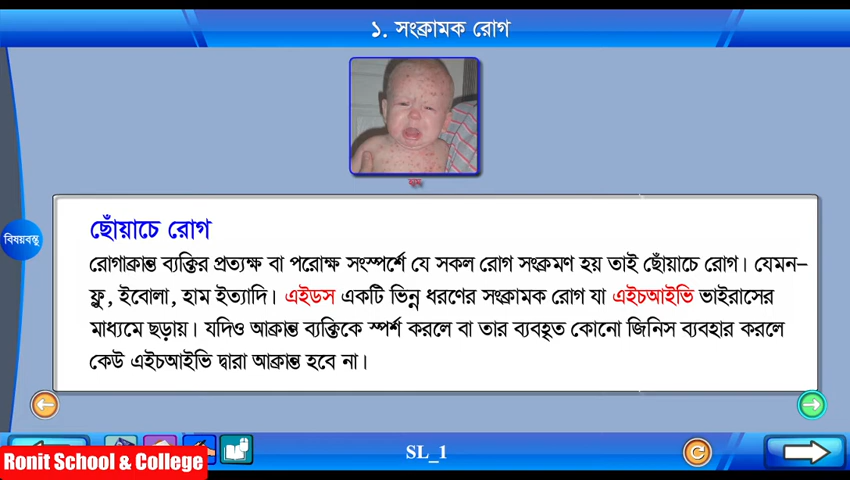 ১. সংক্রামক রোগ
হাম
ছোঁয়াচে রোগ
রোগাক্রান্ত ব্যক্তির প্রত্যক্ষ বা পরোক্ষ সংস্পর্শে যে সকল রোগ সংক্রমণ হয় তাই ছোঁয়াচে রোগ। যেমন–
ফ্লু, ইবোলা, হাম ইত্যাদি। এইডস একটি ভিন্ন ধরণের সংক্রামক রোগ যা এইচআইভি ভাইরাসের
মাধ্যমে ছড়ায়। যদিও আক্রান্ত ব্যক্তিকে স্পর্শ করলে বা তার ব্যবহৃত কোনো জিনিস ব্যবহার করলে
কেউ এইচআইভি দ্বারা আক্রান্ত হবে না।
বিষয়বস্তু
SL_1
Ronit School & College